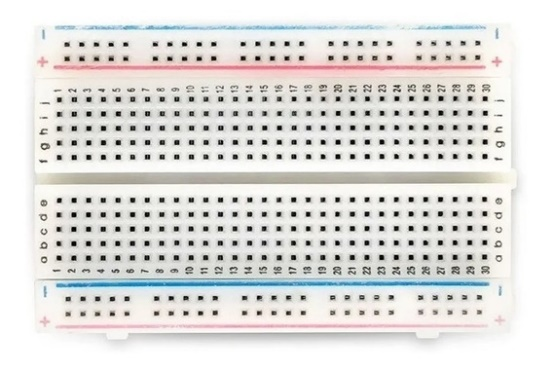 - -
+ +
1 2 3 4 5 6 7 8 9 10 11 12 13 14 15 16 17 18 19 20 21 22 23 24 25 26 27 28 29 30
j j
i i
h h
g g
f f
e e
d d
c c
b b
a a
1 2 3 4 5 6 7 8 9 10 11 12 13 14 15 16 17 18 19 20 21 22 23 24 25 26 27 28 29 30
- -
+ +